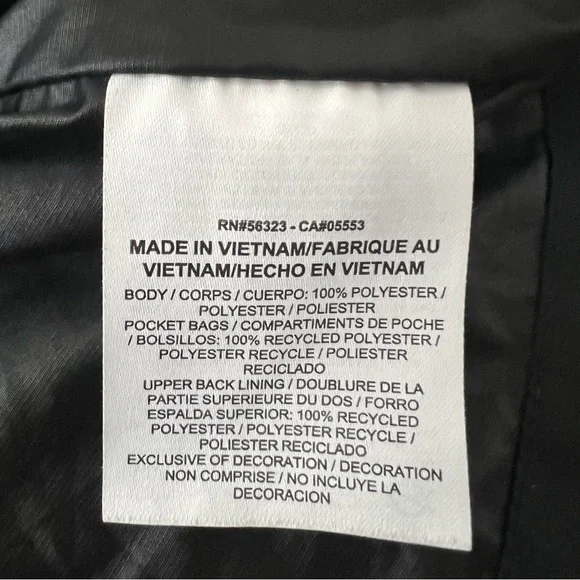 RN#56323 - CA#05553
MADE IN VIETNAM/FABRIQUE AU
VIETNAM/HECHO EN VIETNAM
BODY / CORPS / CUERPO: 100% POLYESTER /
POLYESTER / POLIESTER
POCKET BAGS / COMPARTIMENTS DE POCHE
/ BOLSILLOS: 100% RECYCLED POLYESTER /
POLYESTER RECYCLE / POLIESTER
RECICLADO
UPPER BACK LINING / DOUBLURE DE LA
PARTIE SUPERIEURE DU DOS / FORRO
ESPALDA SUPERIOR: 100% RECYCLED
POLYESTER / POLYESTER RECYCLE /
POLIESTER RECICLADO
EXCLUSIVE OF DECORATION / DECORATION
NON COMPRISE / NO INCLUYE LA
DECORACION